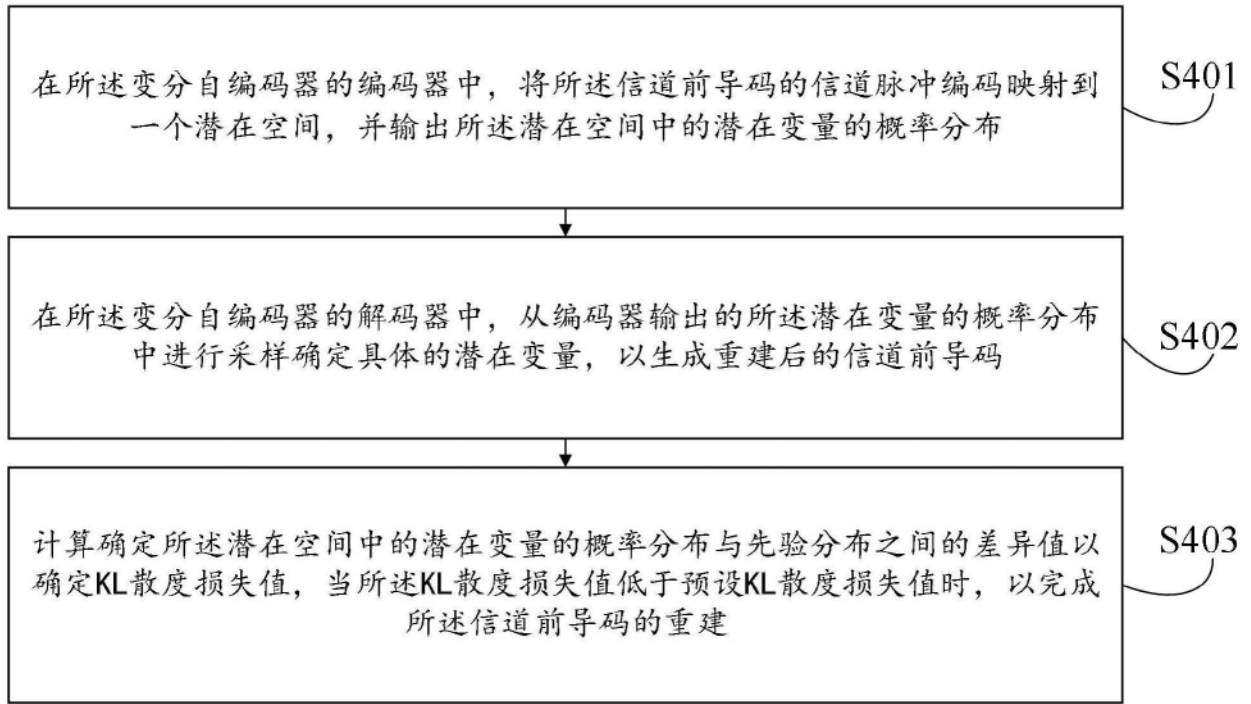 在所述变分自编码器的编码器中，将所述信道前导码的信道脉冲编码映射到
一个潜在空间，并输出所述潜在空间中的潜在变量的概率分布
S401
在所述变分自编码器的解码器中，从编码器输出的所述潜在变量的概率分布
中进行采样确定具体的潜在变量，以生成重建后的信道前导码
S402
计算确定所述潜在空间中的潜在变量的概率分布与先验分布之间的差异值以
确定KL散度损失值，当所述KL散度损失值低于预设KL散度损失值时，以完成
所述信道前导码的重建
S403